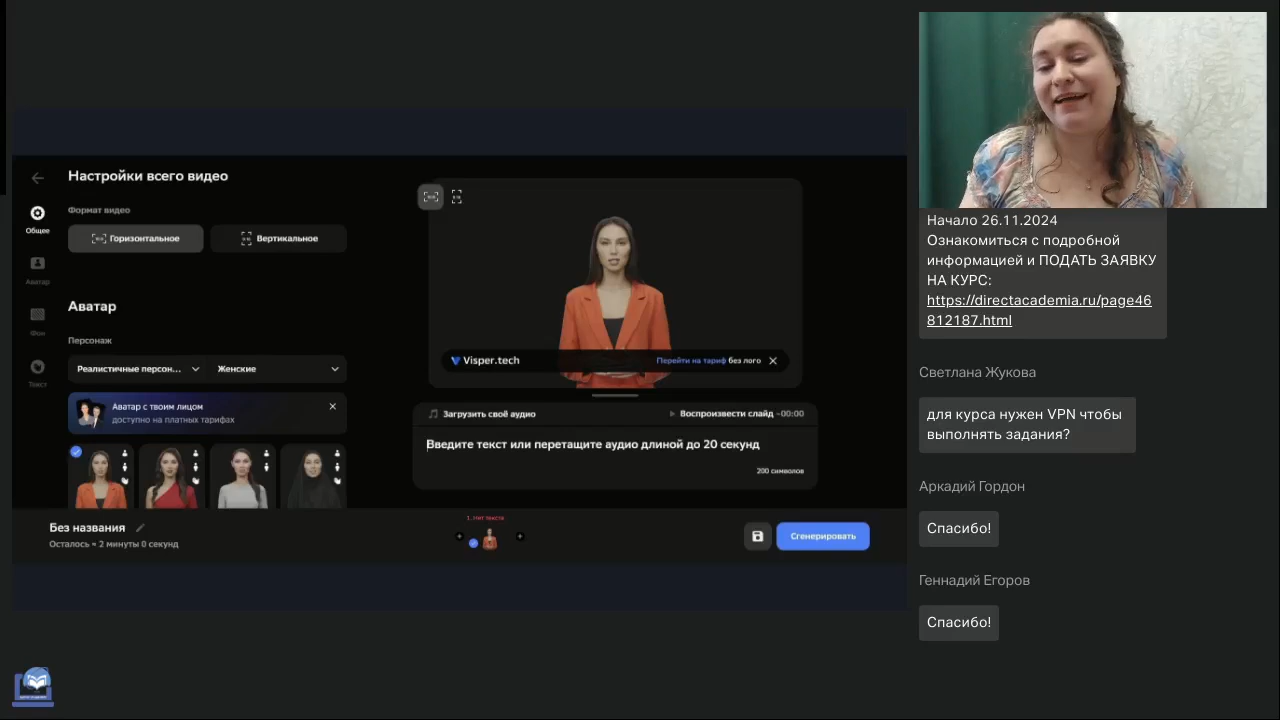 Настройки всего видео
Формат видео
Общее
Горизонтальное
Вертикальное
Аватар
Аватар
Фон
Персонаж
Текст
Реалистичные персон...
Женские
Аватар с твоим лицом
доступно на платных тарифах
Visper.tech
Перейти на тариф без лого
Загрузить своё аудио
Воспроизвести слайд ~00:00
Введите текст или перетащите аудио длиной до 20 секунд
200 символов
Без названия
Осталось ≈ 2 минуты 0 секунд
1. Нет текста
Сгенерировать
Начало 26.11.2024
Ознакомиться с подробной
информацией и ПОДАТЬ ЗАЯВКУ
НА КУРС:
https://directacademia.ru/page46
812187.html
Светлана Жукова
для курса нужен VPN чтобы
выполнять задания?
Аркадий Гордон
Спасибо!
Геннадий Егоров
Спасибо!